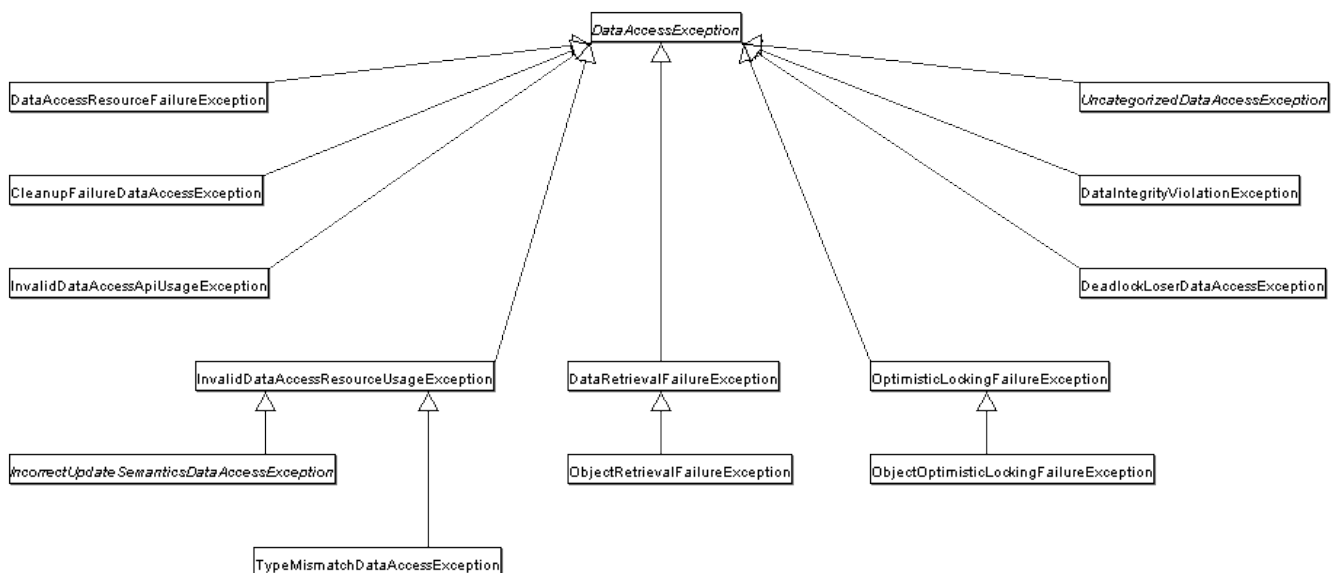 DataAccessException
DataAccessResourceFailureException
UncategorizedDataAccessException
CleanupFailureDataAccessException
DataIntegrityViolationException
InvalidDataAccessApiUsageException
DeadlockLoserDataAccessException
InvalidDataAccessResourceUsageException
DataRetrievalFailureException
OptimisticLockingFailureException
IncorrectUpdateSemanticsDataAccessException
ObjectRetrievalFailureException
ObjectOptimisticLockingFailureException
TypeMismatchDataAccessException